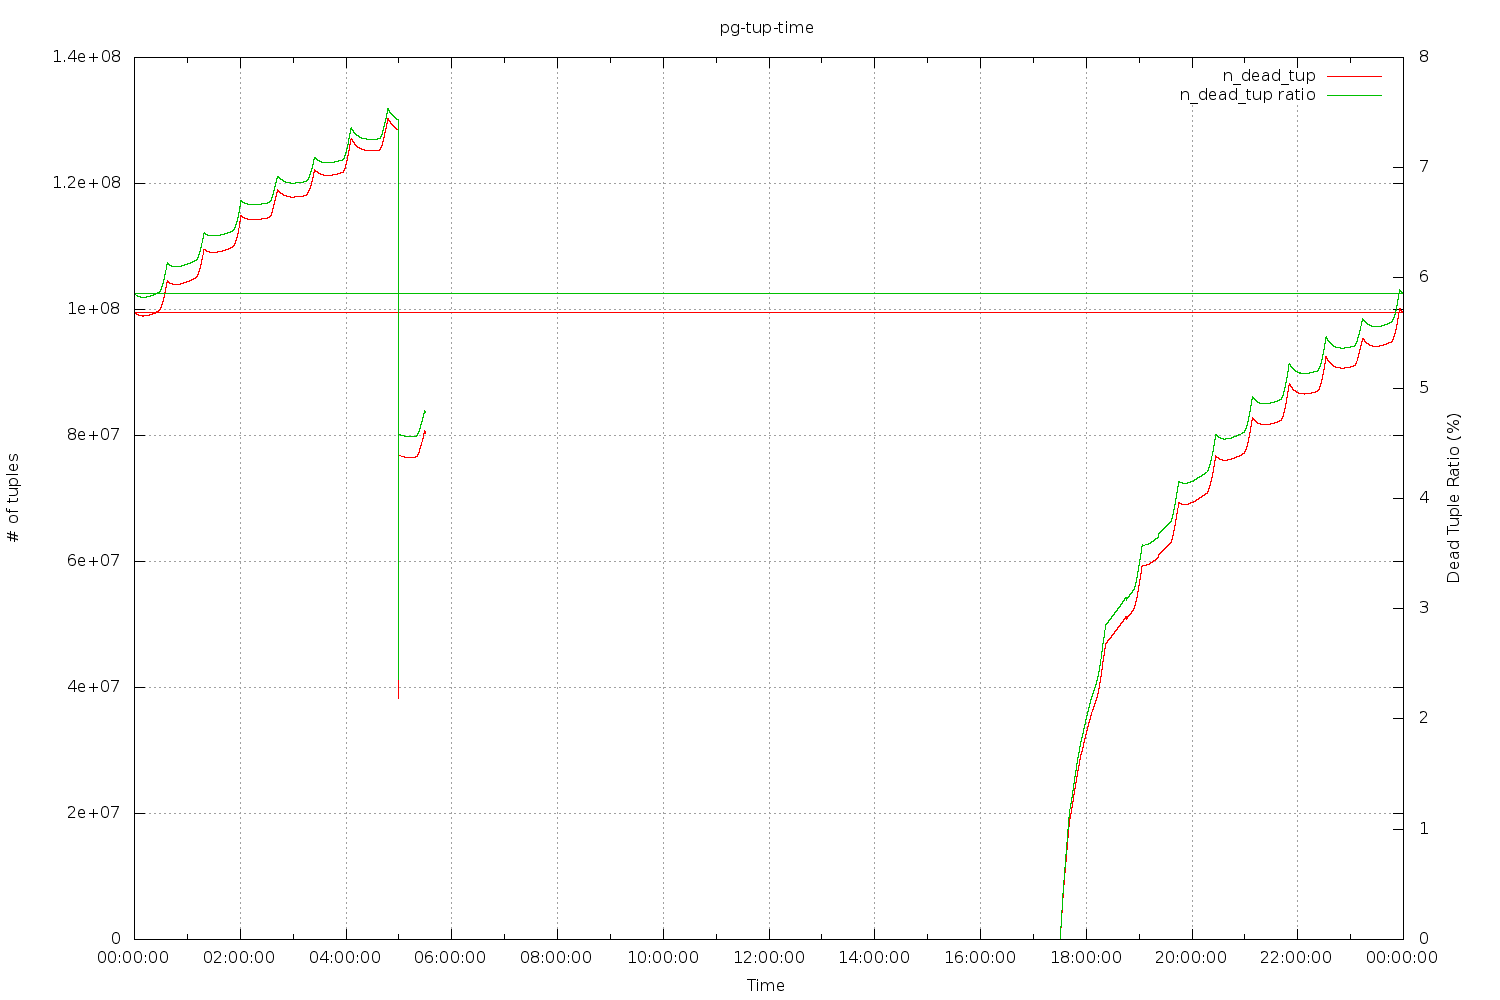 pg-tup-time
n_dead_tup
n_dead_tup ratio
1.4e+08
1.2e+08
1e+08
8e+07
6e+07
4e+07
2e+07
0
8
7
6
5
4
3
2
1
0
# of tuples
Dead Tuple Ratio (%)
00:00:00 02:00:00 04:00:00 06:00:00 08:00:00 10:00:00 12:00:00 14:00:00 16:00:00 18:00:00 20:00:00 22:00:00 00:00:00
Time